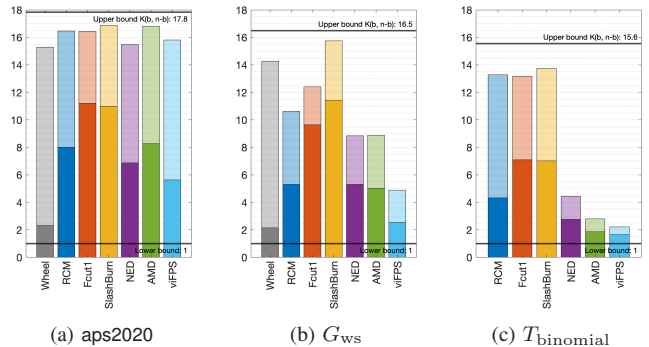 18
16
14
12
10
8
6
4
2
0
Upper bound K(b, n-b): 17.8
Lower bound: 1
Wheel
RCM
Fcut1
SlashBurn
NED
AMD
viFPS
(a) aps2020
18
16
14
12
10
8
6
4
2
0
Upper bound K(b, n-b): 16.5
Lower bound: 1
Wheel
RCM
Fcut1
SlashBurn
NED
AMD
viFPS
(b) G_ws
18
16
14
12
10
8
6
4
2
0
Upper bound K(b, n-b): 15.6
Lower bound: 1
RCM
Fcut1
SlashBurn
NED
AMD
viFPS
(c) T_binomial